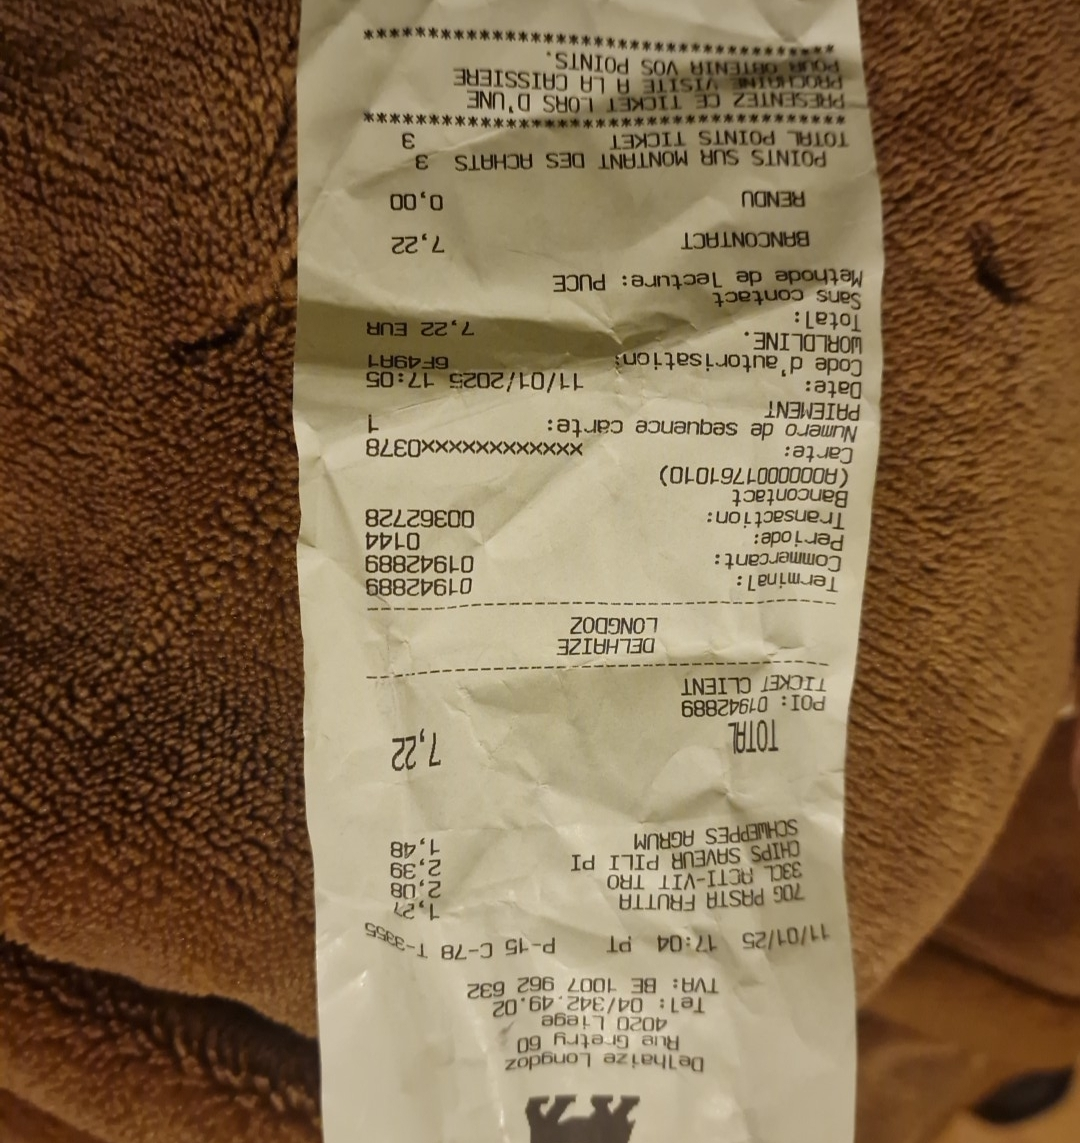 Delhaize Longdoz
Rue Gretry 60
4020 Liege
Tel: 04/342.49.02
TVA: BE 1007 962 632
11/01/25 17:04 PT P-15 C-78 T-3355
70G PASTA FRUTTA 1,27
33CL ACTI-VIT TRO 2,08
CHIPS SAVEUR PILI PI 2,39
SCHWEPPES AGRUM 1,48
TOTAL 7,22
POI: 01942889
TICKET CLIENT
--------------------------------
DELHAIZE
LONGDOZ
--------------------------------
Terminal: 01942889
Commercant: 01942889
Periode: 0144
Transaction: 00362728
Bancontact
(A0000001761010)
Carte: xxxxxxxxxxxxx0378
Numero de sequence carte: 1
PAIEMENT
Date: 11/01/2025 17:05
Code d'autorisation: 6F49A1
WORLDLINE.
Total: 7,22 EUR
Sans contact
Methode de lecture: PUCE
BANCONTACT 7,22
RENDU 0,00
POINTS SUR MONTANT DES ACHATS 3
TOTAL POINTS TICKET 3
************************************
PRESENTEZ CE TICKET LORS D'UNE
PROCHAINE VISITE A LA CAISSIERE
POUR OBTENIR VOS POINTS.
************************************